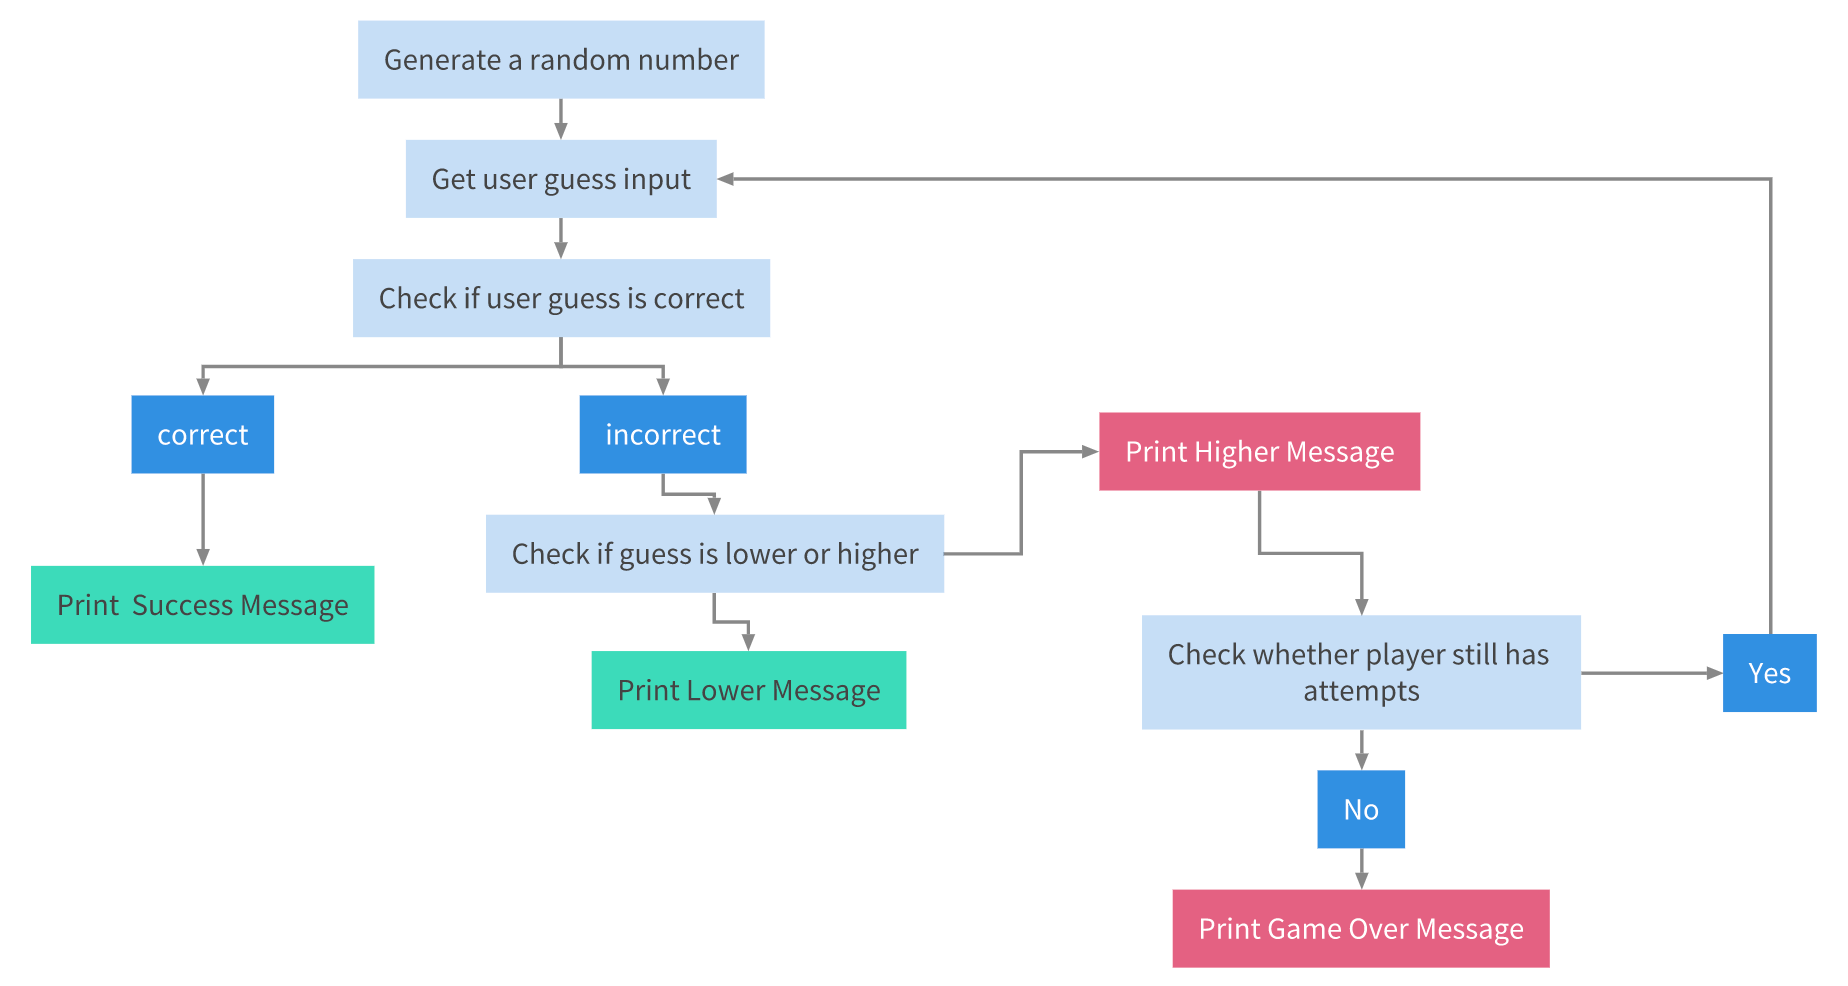 Generate a random number
Get user guess input
Check if user guess is correct
correct
incorrect
Print Higher Message
Check if guess is lower or higher
Print  Success Message
Print Lower Message
Check whether player still has
attempts
Yes
No
Print Game Over Message